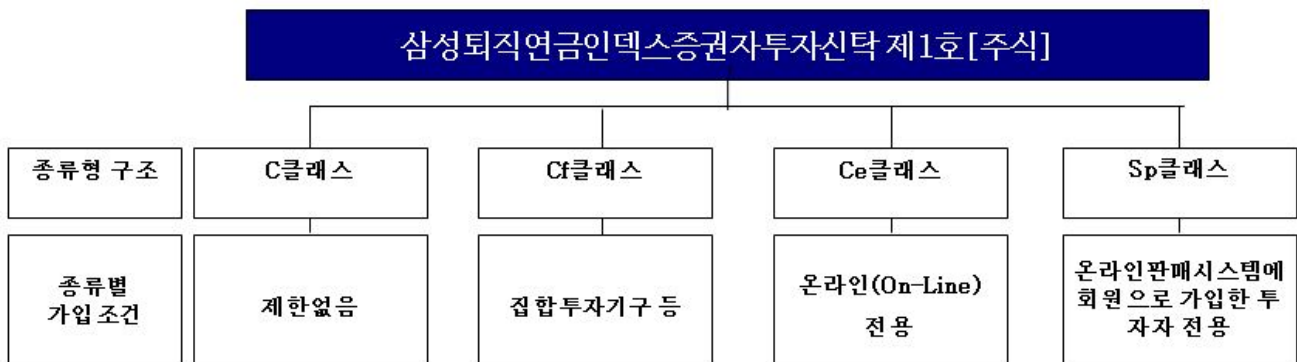 삼성퇴직연금인덱스증권자투자신탁 제1호[주식]
종류형 구조
C클래스
Cf클래스
Ce클래스
Sp클래스
종류별
가입조건
제한없음
집합투자기구 등
온라인(On-Line)
전용
온라인판매시스템에
회원으로 가입한 투
자자 전용